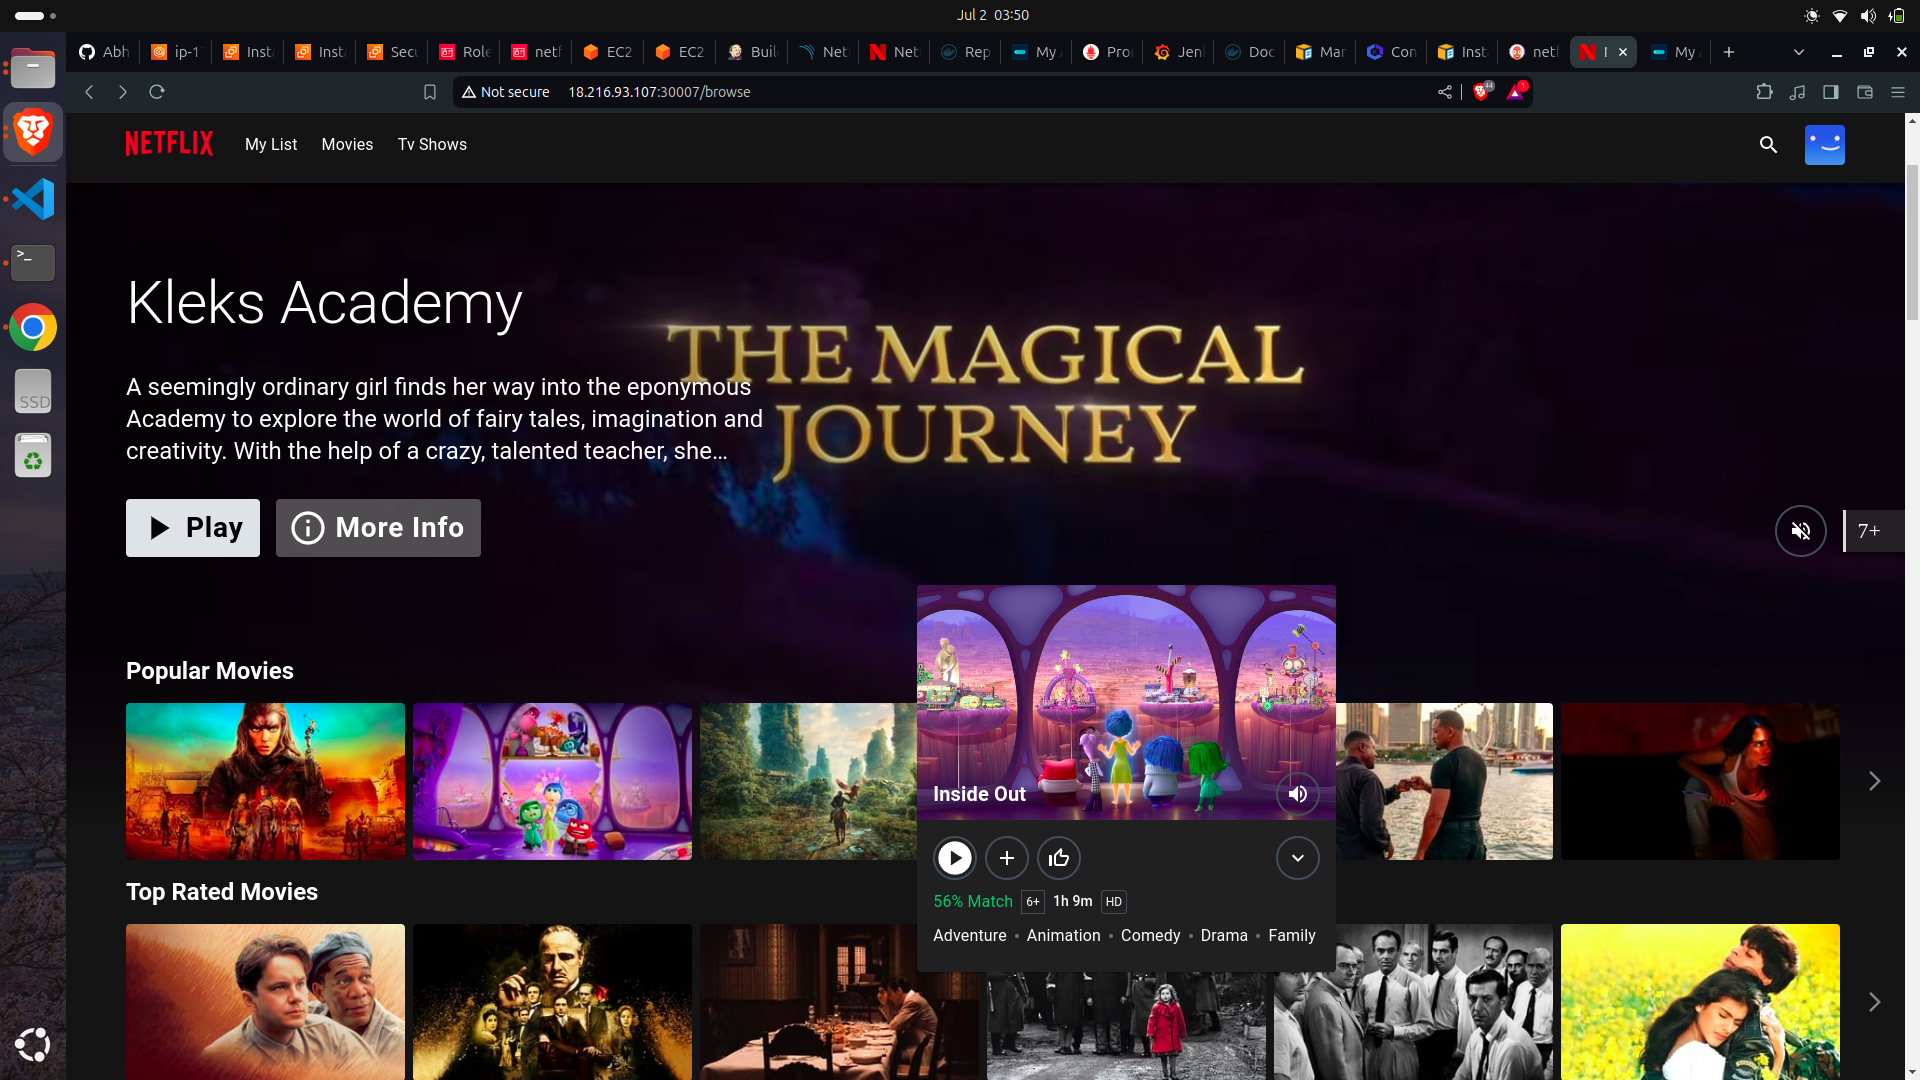 Jul 2 03:50
Abh
ip-1
Inst
Inst
Secu
Role
netf
EC2
EC2
Buil
Net
Net
Rep
My
Pro
Jen
Doc
Mar
Con
Inst
netf
My
Not secure 18.216.93.107:30007/browse
44
1
NETFLIX My List Movies Tv Shows
Kleks Academy
THE MAGICAL
JOURNEY
A seemingly ordinary girl finds her way into the eponymous
Academy to explore the world of fairy tales, imagination and
creativity. With the help of a crazy, talented teacher, she...
Play More Info
7+
SSD
Popular Movies
Inside Out
56% Match 6+ 1h 9m HD
Adventure • Animation • Comedy • Drama • Family
Top Rated Movies